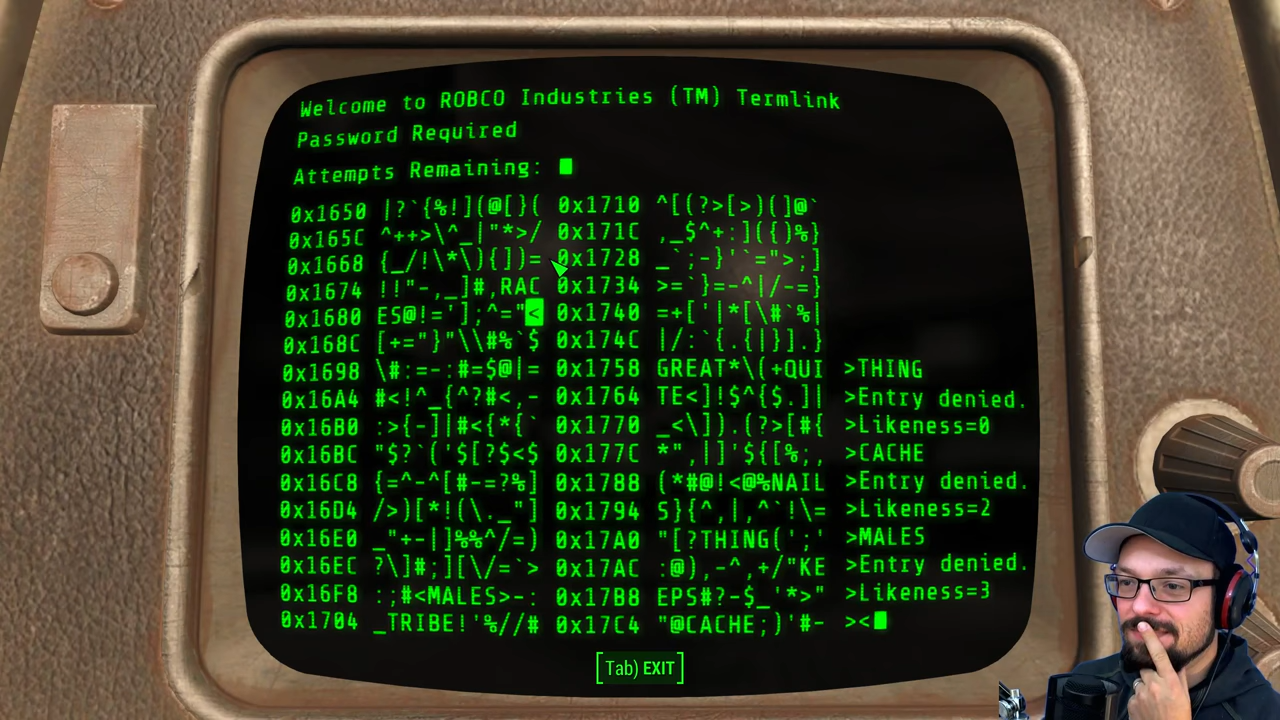 Welcome to ROBCO Industries (TM) Termlink
Password Required
Attempts Remaining: ■
0x1650 |?`{%!](@[}( 0x1710 ^[(?>[>)(]@`
0x165C ^++>\^_|"*>/ 0x171C ,_$^+:]({)%}
0x1668 {_/!\*\){])= 0x1728 _`;-}'`=">;]
0x1674 !!"-,_]#,RAC 0x1734 >=`}=-^|/-=}
0x1680 ES@!='];^="< 0x1740 =+['|*[\#`%|
0x168C [+="}"\\#%`$ 0x174C |/:`{.{|}].}
0x1698 \#:=-:#=$@|= 0x1758 GREAT*\(+QUI >THING
0x16A4 #<!^_{^?#<,- 0x1764 TE<]!$^{$.]| >Entry denied.
0x16B0 :>{-]|#<{*{` 0x1770 _<\]).(?>[#{ >Likeness=0
0x16BC "$?`('$[?$<$ 0x177C *",|]'${[%;, >CACHE
0x16C8 {=^-^[#-=?%] 0x1788 (*#@!<@%NAIL >Entry denied.
0x16D4 />)[*!(\._"] 0x1794 S}{^,|,^`!\= >Likeness=2
0x16E0 _"+-|]%%^/=) 0x17A0 "[?THING(';' >MALES
0x16EC ?\]#;][\/=`> 0x17AC :@),-^,+/"KE >Entry denied.
0x16F8 :;#<MALES>-: 0x17B8 EPS#?-$_'*>" >Likeness=3
0x1704 _TRIBE!'%//# 0x17C4 "@CACHE;)'#- ><■
[Tab) EXIT]